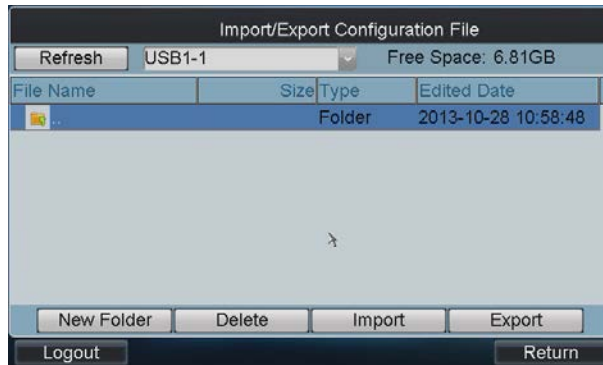 Import/Export Configuration File
Refresh USB1-1 Free Space: 6.81GB
File Name Size Type Edited Date
.. Folder 2013-10-28 10:58:48
New Folder Delete Import Export
Logout Return